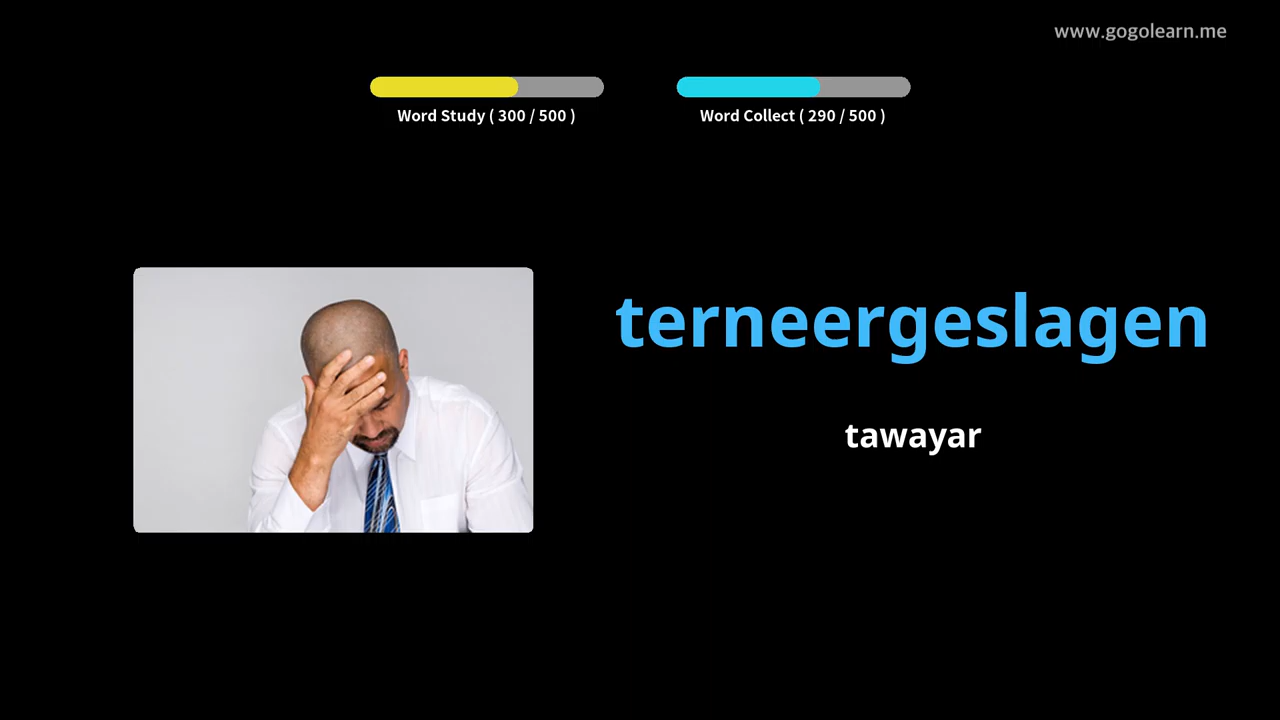 www.gogolearn.me
Word Study ( 300 / 500 )
Word Collect ( 290 / 500 )
terneergeslagen
tawayar